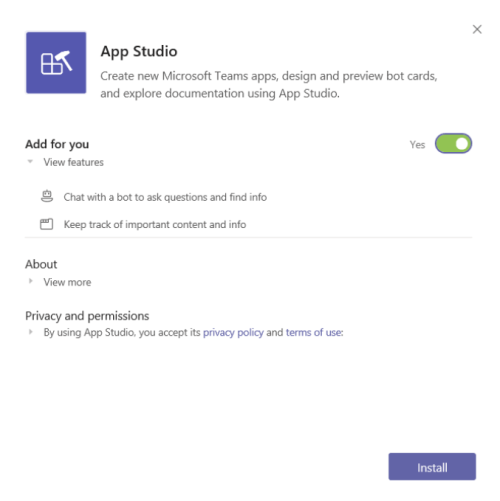 App Studio
Create new Microsoft Teams apps, design and preview bot cards,
and explore documentation using App Studio.
Add for you
Yes
View features
Chat with a bot to ask questions and find info
Keep track of important content and info
About
View more
Privacy and permissions
By using App Studio, you accept its privacy policy and terms of use:
Install